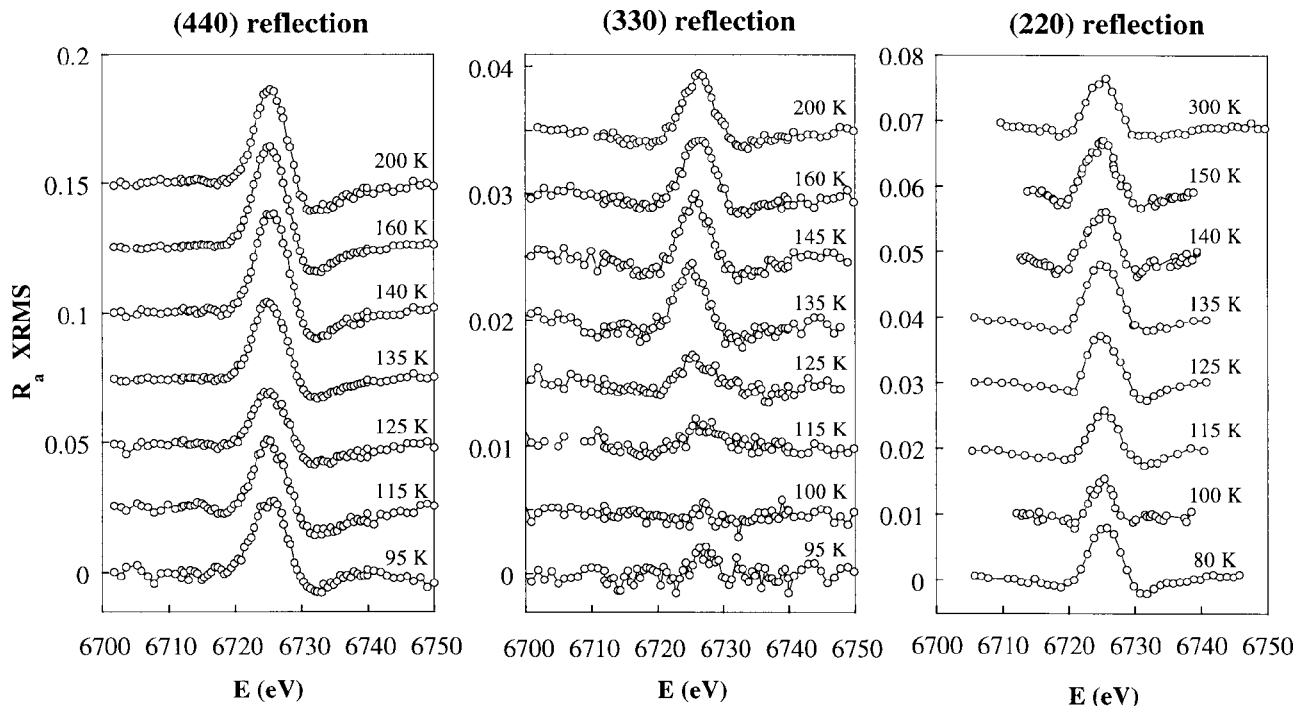 (440) reflection
(330) reflection
(220) reflection
R_a XRMS
0.2
0.15
0.1
0.05
0
200 K
160 K
140 K
135 K
125 K
115 K
95 K
6700 6710 6720 6730 6740 6750
E (eV)
0.04
0.03
0.02
0.01
0
200 K
160 K
145 K
135 K
125 K
115 K
100 K
95 K
6700 6710 6720 6730 6740 6750
E (eV)
0.08
0.07
0.06
0.05
0.04
0.03
0.02
0.01
0
300 K
150 K
140 K
135 K
125 K
115 K
100 K
80 K
6700 6710 6720 6730 6740 6750
E (eV)